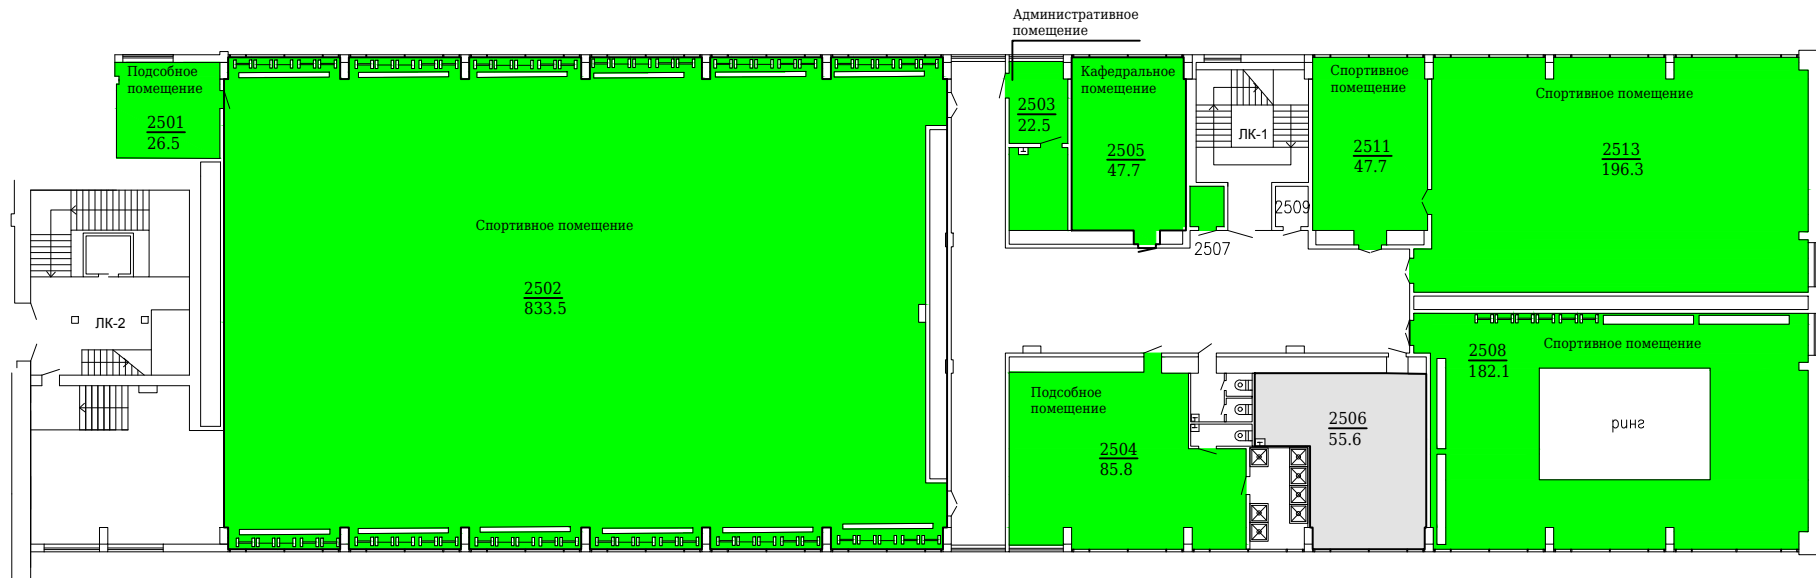 Административное
помещение
Подсобное
помещение
2501
26.5
Спортивное помещение
2502
833.5
ЛК-2
2503
22.5
Кафедральное
помещение
2505
47.7
ЛК-1
2507
2509
Спортивное
помещение
2511
47.7
Спортивное помещение
2513
196.3
Подсобное
помещение
2504
85.8
2506
55.6
2508
182.1
Спортивное помещение
ринг